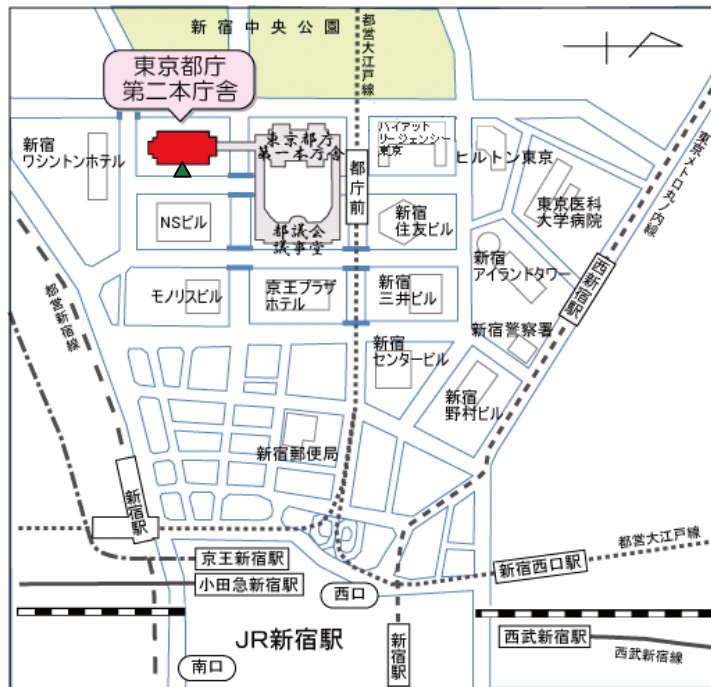 新宿中央公園
都営大江戸線
東京都庁
第二本庁舎
新宿
ワシントンホテル
東京都庁
第一本庁舎
ハイアット
リージェンシー
東京
ヒルトン東京
東京メトロ丸ノ内線
都庁前
東京医科
大学病院
NSビル
都議会
議事堂
新宿
住友ビル
新宿
アイランドタワー
西新宿駅
都営新宿線
モノリスビル
京王プラザ
ホテル
新宿
三井ビル
新宿警察署
新宿
センタービル
新宿
野村ビル
新宿郵便局
新宿駅
都営大江戸線
京王新宿駅
新宿西口駅
小田急新宿駅
西口
JR新宿駅
新宿駅
西武新宿駅
西武新宿線
南口